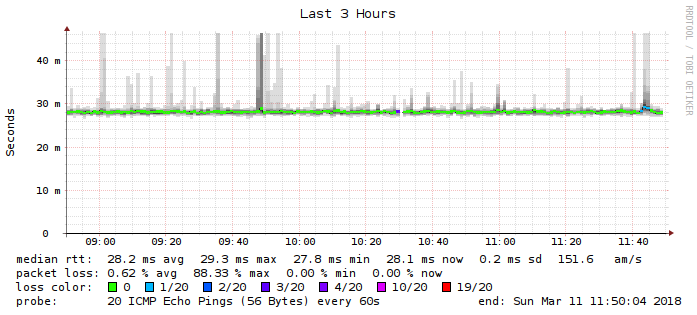 Last 3 Hours
RRDTOOL / TOBI OETIKER
Seconds
40 m
30 m
20 m
10 m
0
09:00 09:20 09:40 10:00 10:20 10:40 11:00 11:20 11:40
median rtt: 28.2 ms avg 29.3 ms max 27.8 ms min 28.1 ms now 0.2 ms sd 151.6 am/s
packet loss: 0.62 % avg 88.33 % max 0.00 % min 0.00 % now
loss color: 0 1/20 2/20 3/20 4/20 10/20 19/20
probe: 20 ICMP Echo Pings (56 Bytes) every 60s end: Sun Mar 11 11:50:04 2018